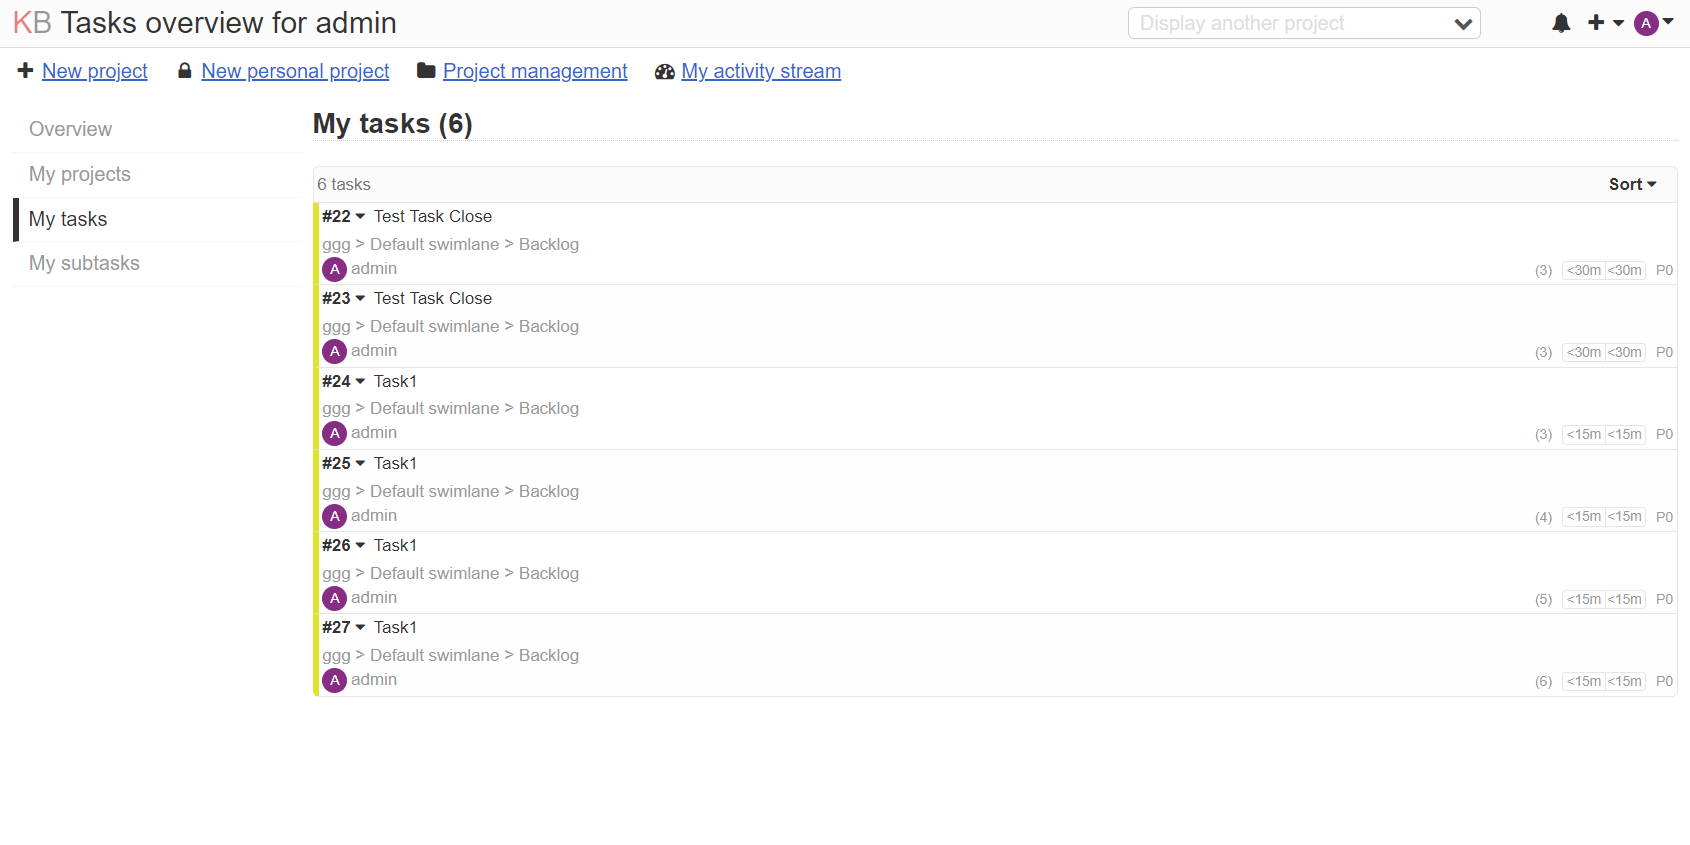 KB Tasks overview for admin
Display another project
A
New project
New personal project
Project management
My activity stream
Overview
My projects
My tasks
My subtasks
My tasks (6)
6 tasks
Sort
#22 Test Task Close
ggg > Default swimlane > Backlog
A admin
(3) <30m <30m P0
#23 Test Task Close
ggg > Default swimlane > Backlog
A admin
(3) <30m <30m P0
#24 Task1
ggg > Default swimlane > Backlog
A admin
(3) <15m <15m P0
#25 Task1
ggg > Default swimlane > Backlog
A admin
(4) <15m <15m P0
#26 Task1
ggg > Default swimlane > Backlog
A admin
(5) <15m <15m P0
#27 Task1
ggg > Default swimlane > Backlog
A admin
(6) <15m <15m P0